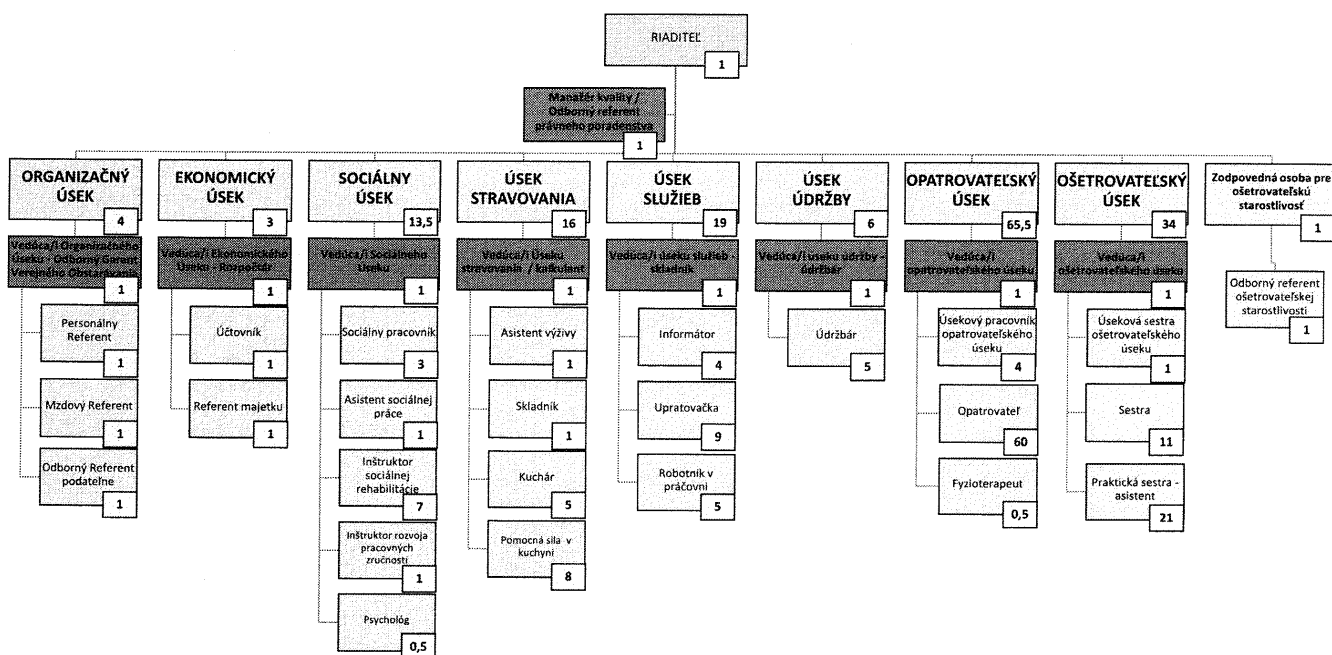 RIADITEĽ
1
Manažér kvality /
Odborný referent
právneho poradenstva
1
ORGANIZAČNÝ
ÚSEK
4
Vedúca/i Organizačného
Úseku - Odborný Garant
Verejného Obstarávania
1
Personálny
Referent
1
Mzdový Referent
1
Odborný Referent
podateľne
1
EKONOMICKÝ
ÚSEK
3
Vedúca/i Ekonomického
Úseku - Rozpočtár
1
Účtovník
1
Referent majetku
1
SOCIÁLNY
ÚSEK
13,5
Vedúca/i Sociálneho
Úseku
1
Sociálny pracovník
3
Asistent sociálnej
práce
1
Inštruktor
sociálnej
rehabilitácie
7
Inštruktor rozvoja
pracovných
zručností
1
Psychológ
0,5
ÚSEK
STRAVOVANIA
16
Vedúca/i Úseku
stravovania / kalkulant
1
Asistent výživy
1
Skladník
1
Kuchár
5
Pomocná sila v
kuchyni
8
ÚSEK
SLUŽIEB
19
Vedúca/i úseku služieb -
skladník
1
Informátor
4
Upratovačka
9
Robotník v
práčovni
5
ÚSEK
ÚDRŽBY
6
Vedúca/i úseku údržby -
údržbár
1
Údržbár
5
OPATROVATEĽSKÝ
ÚSEK
65,5
Vedúca/i
opatrovateľského úseku
1
Úsekový pracovník
opatrovateľského
úseku
4
Opatrovateľ
60
Fyzioterapeut
0,5
OŠETROVATEĽSKÝ
ÚSEK
34
Vedúca/i
ošetrovateľského úseku
1
Úseková sestra
ošetrovateľského
úseku
1
Sestra
11
Praktická sestra -
asistent
21
Zodpovedná osoba pre
ošetrovateľskú
starostlivosť
1
Odborný referent
ošetrovateľskej
starostlivosti
1